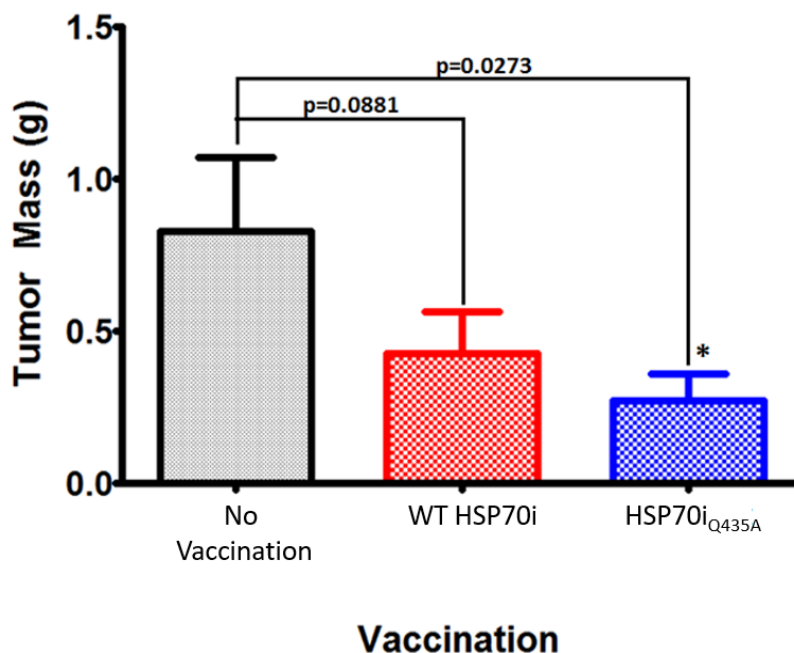 1.5
p=0.0273
p=0.0881
1.0
Tumor Mass (g)
0.5
*
0.0
No
Vaccination
WT HSP70i
HSP70iQ435A
Vaccination